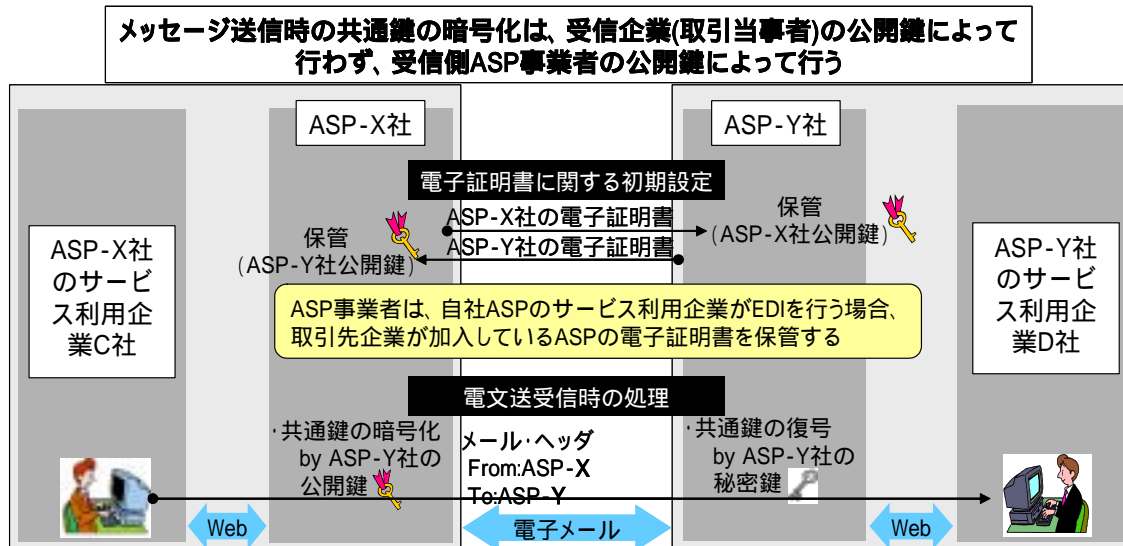 メッセージ送信時の共通鍵の暗号化は、受信企業(取引当事者)の公開鍵によって
行わず、受信側ASP事業者の公開鍵によって行う
ASP-X社
ASP-Y社
電子証明書に関する初期設定
ASP-X社の電子証明書
ASP-Y社の電子証明書
保管
(ASP-Y社公開鍵)
保管
(ASP-X社公開鍵)
ASP-X社
のサービ
ス利用企
業C社
ASP-Y社
のサービ
ス利用企
業D社
ASP事業者は、自社ASPのサービス利用企業がEDIを行う場合、
取引先企業が加入しているASPの電子証明書を保管する
電文送受信時の処理
・共通鍵の暗号化
by ASP-Y社の
公開鍵
メール・ヘッダ
From:ASP-X
To:ASP-Y
・共通鍵の復号
by ASP-Y社の
秘密鍵
Web
電子メール
Web